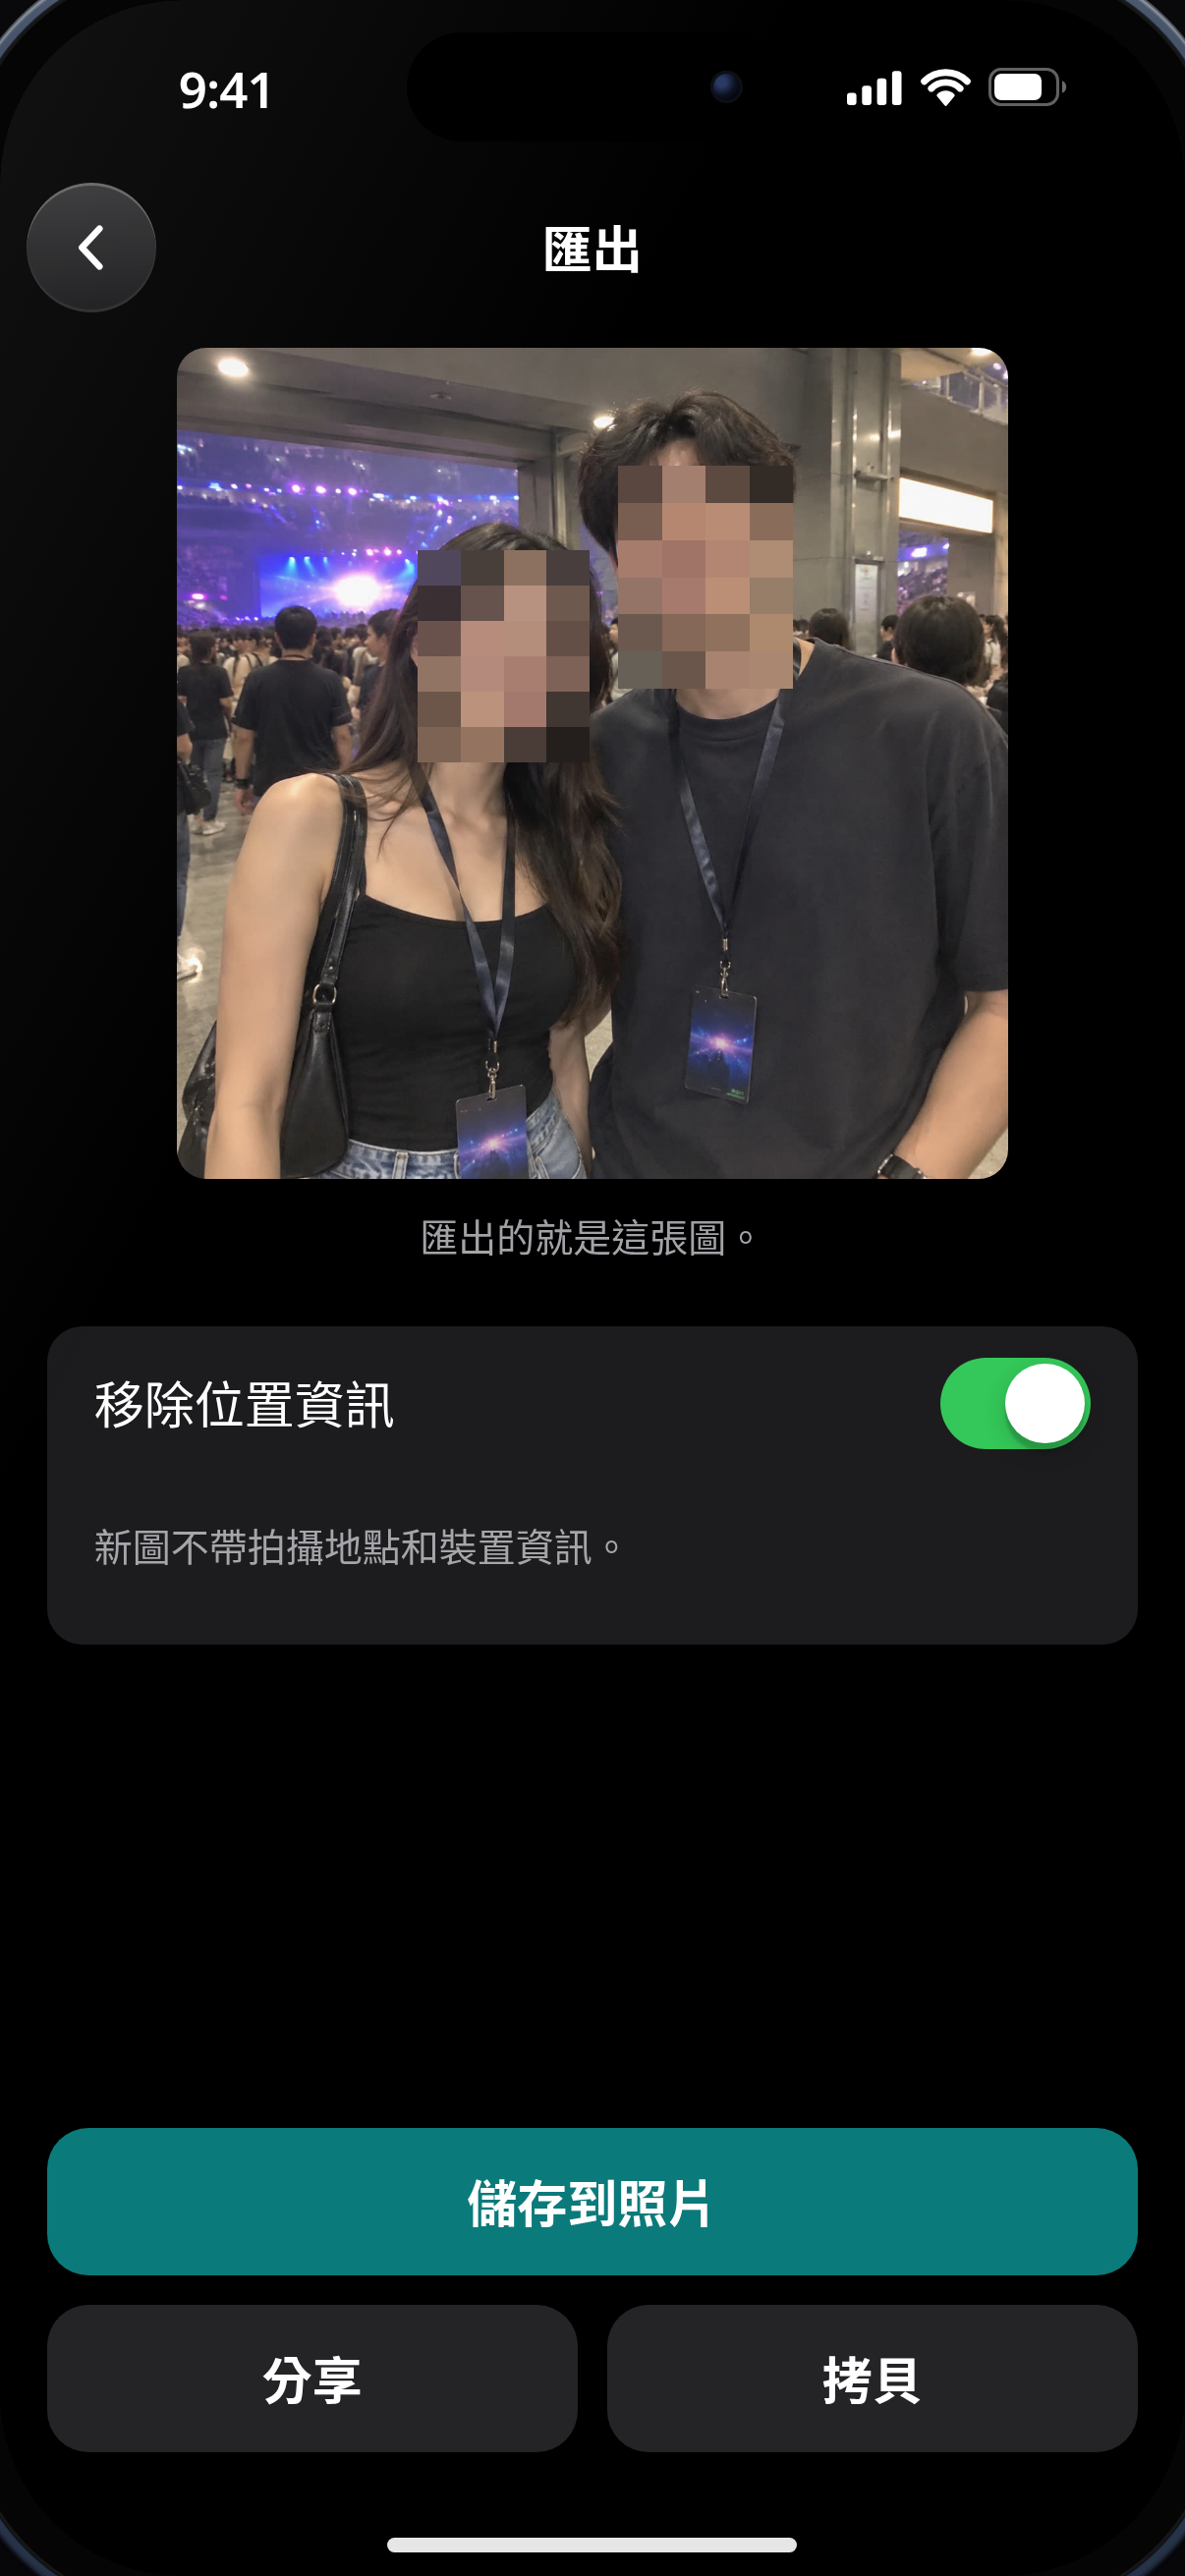 9:41
匯出
匯出的就是這張圖。
移除位置資訊
新圖不帶拍攝地點和裝置資訊。
儲存到照片
分享
拷貝